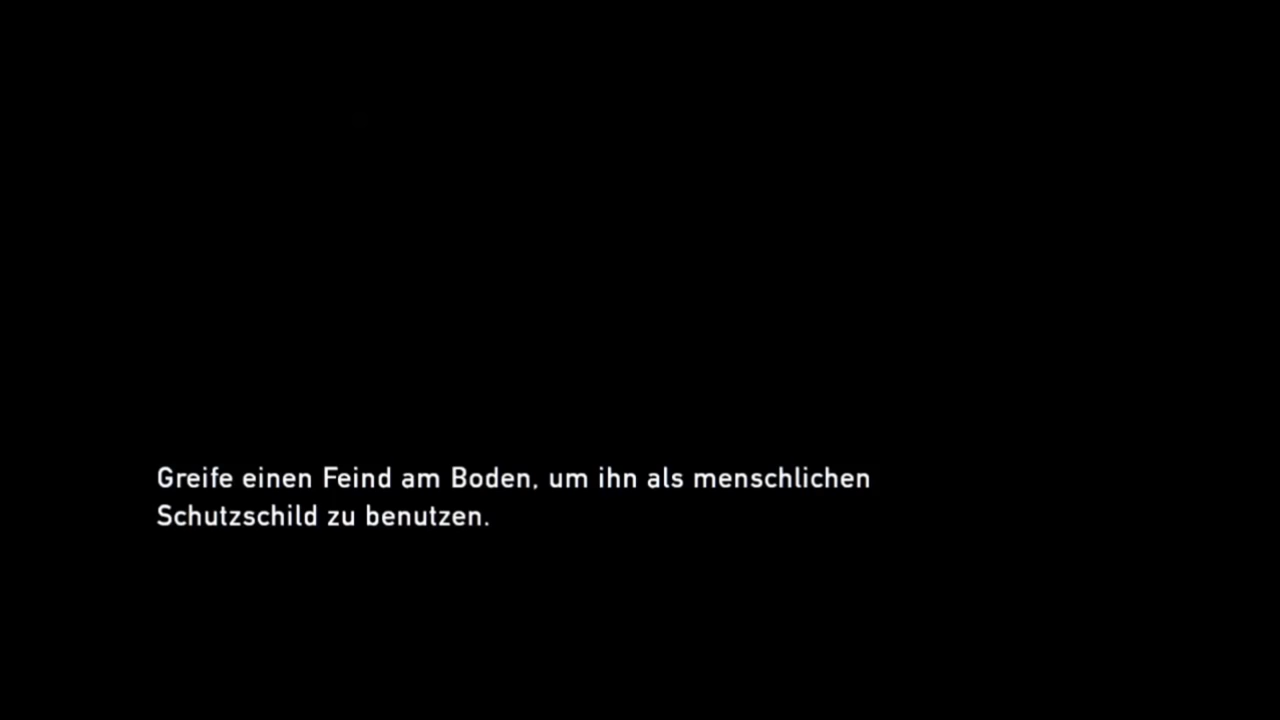 Greife einen Feind am Boden, um ihn als menschlichen
Schutzschild zu benutzen.